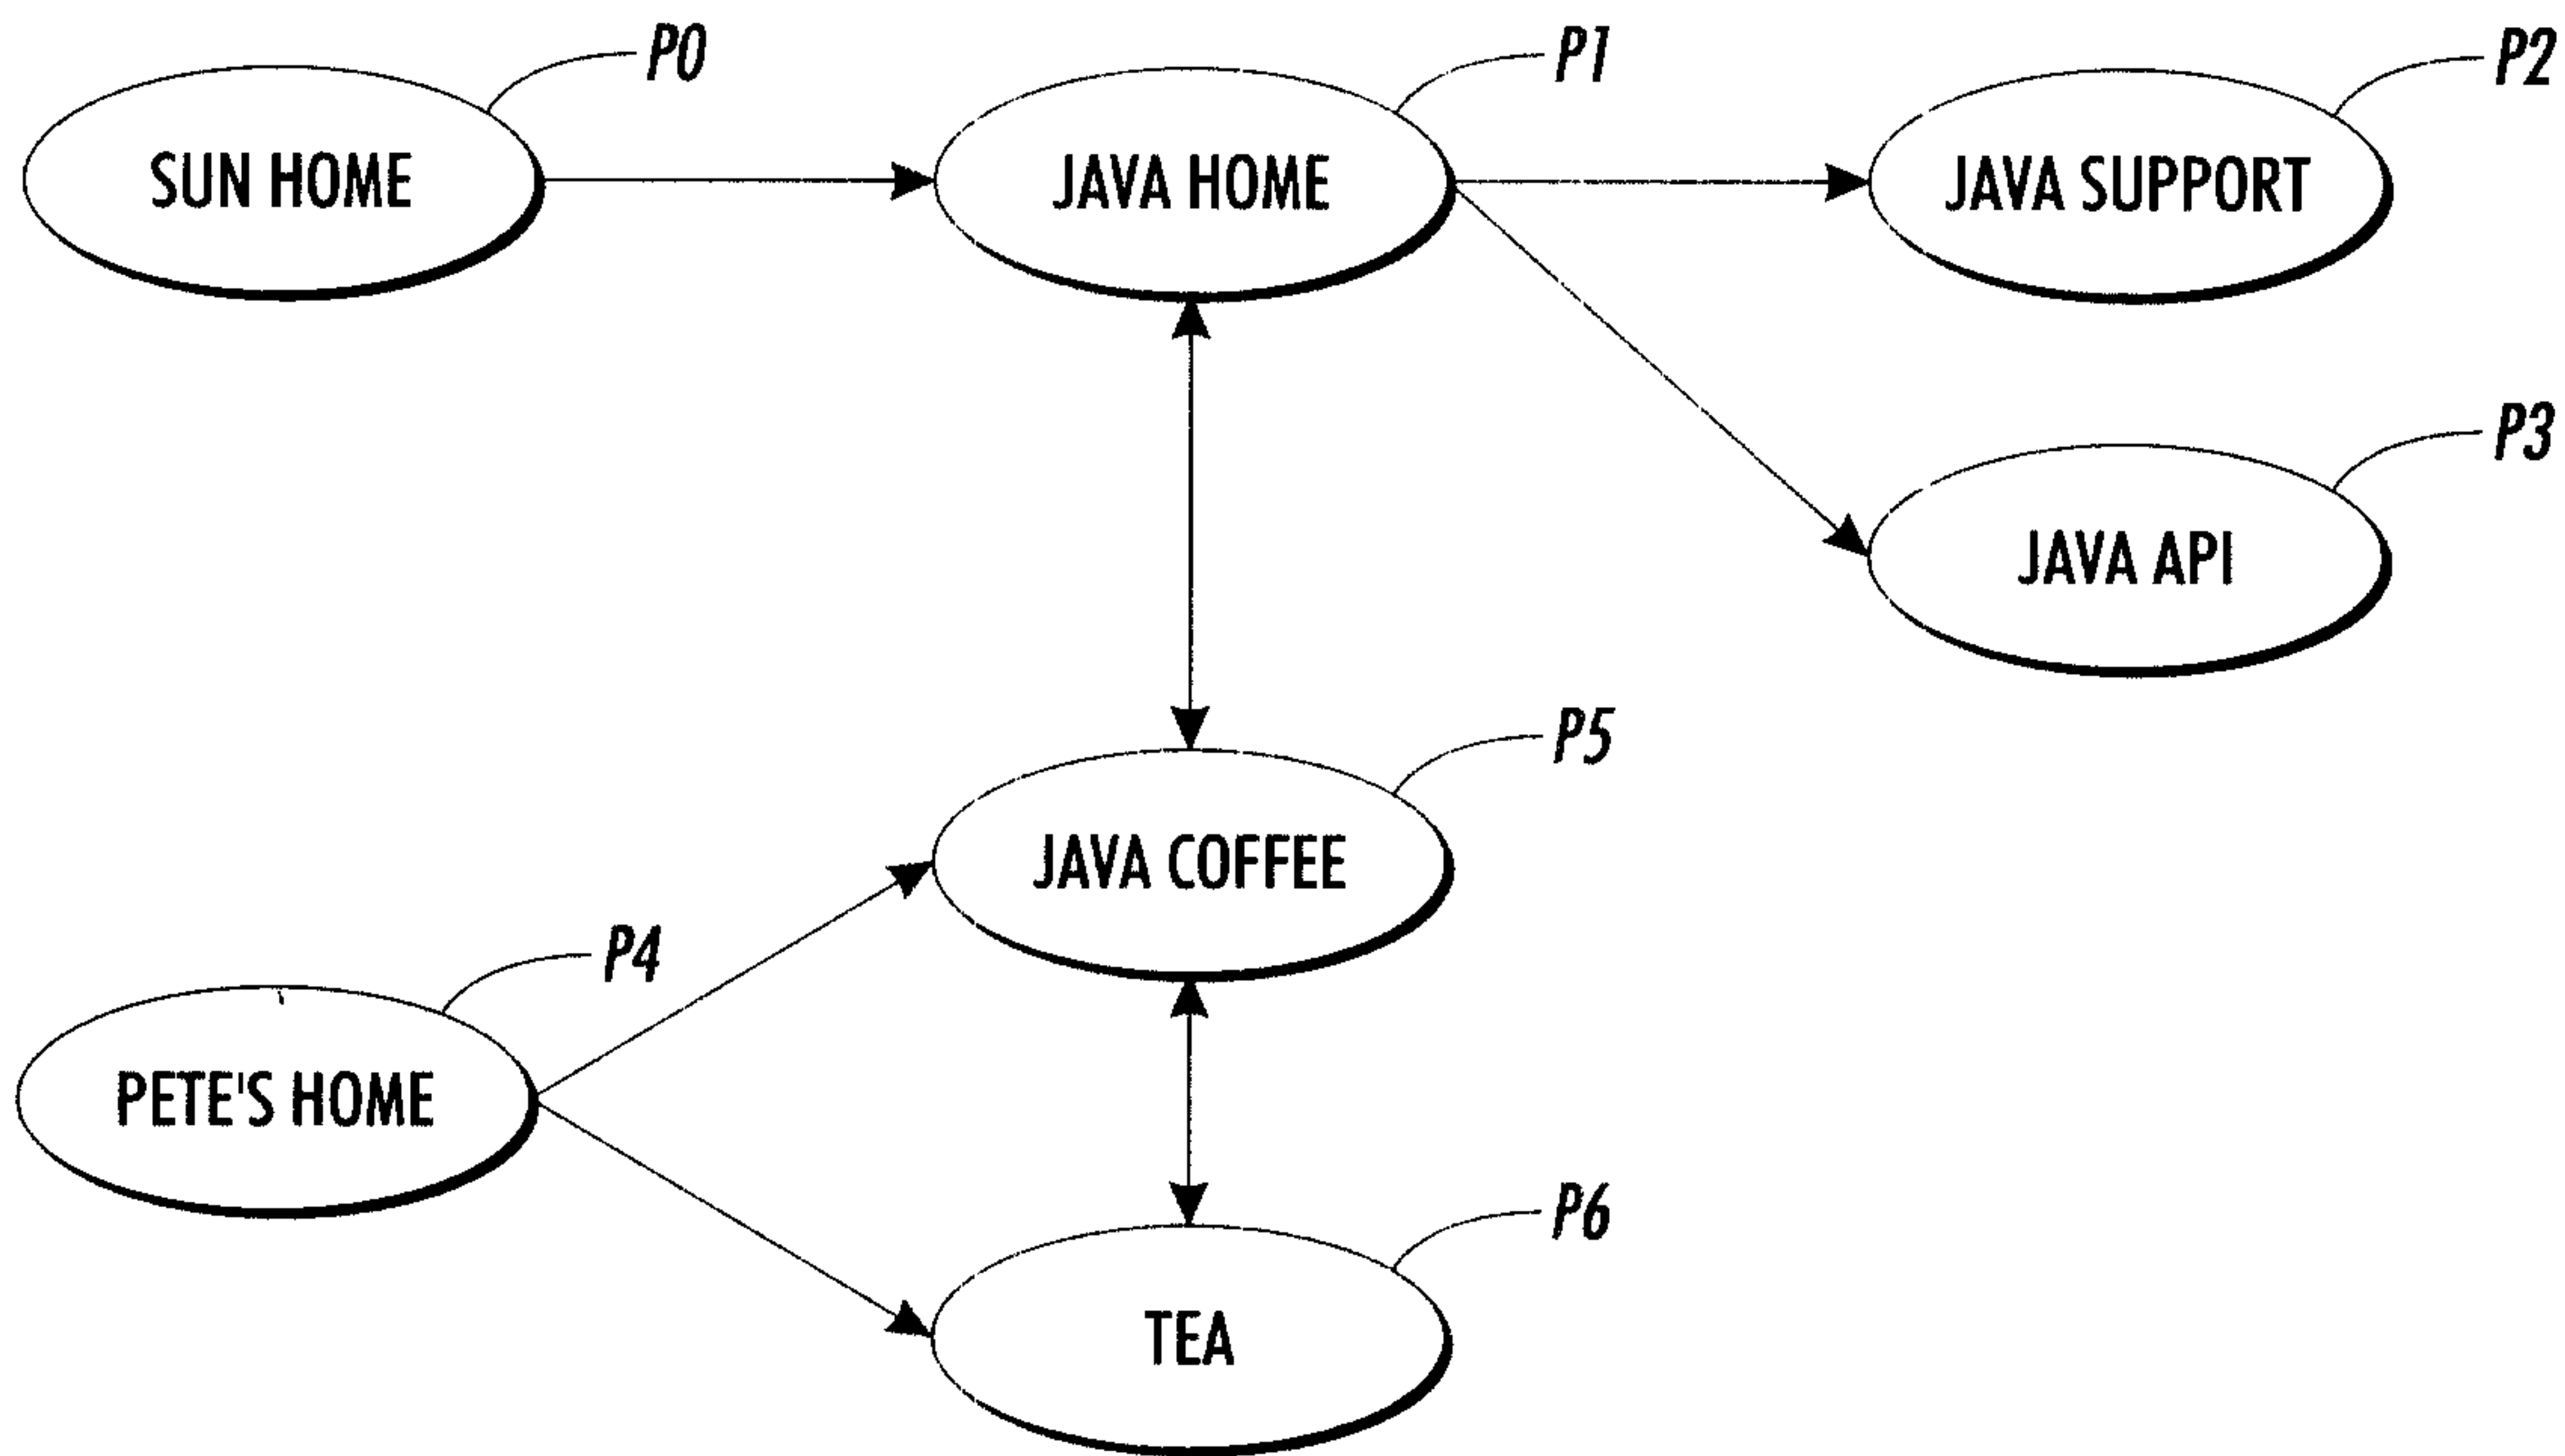 P0
P1
P2
SUN HOME
JAVA HOME
JAVA SUPPORT
P3
JAVA API
P5
JAVA COFFEE
P4
PETE'S HOME
P6
TEA